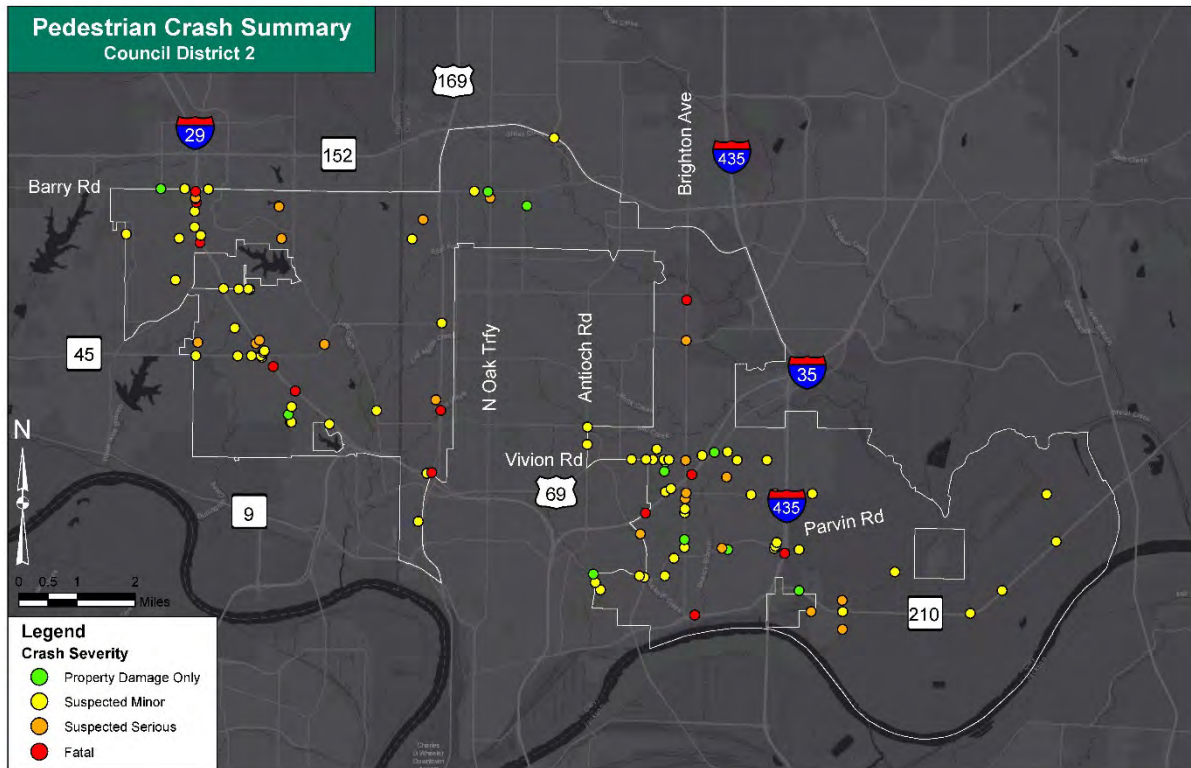 Pedestrian Crash Summary
Council District 2
169
Brighton Ave
29
152
435
Barry Rd
45
N Oak Trfy
Antioch Rd
35
N
Vivion Rd
69
435
9
Parvin Rd
0 0.5 1 2
Miles
210
Legend
Crash Severity
Property Damage Only
Suspected Minor
Suspected Serious
Fatal